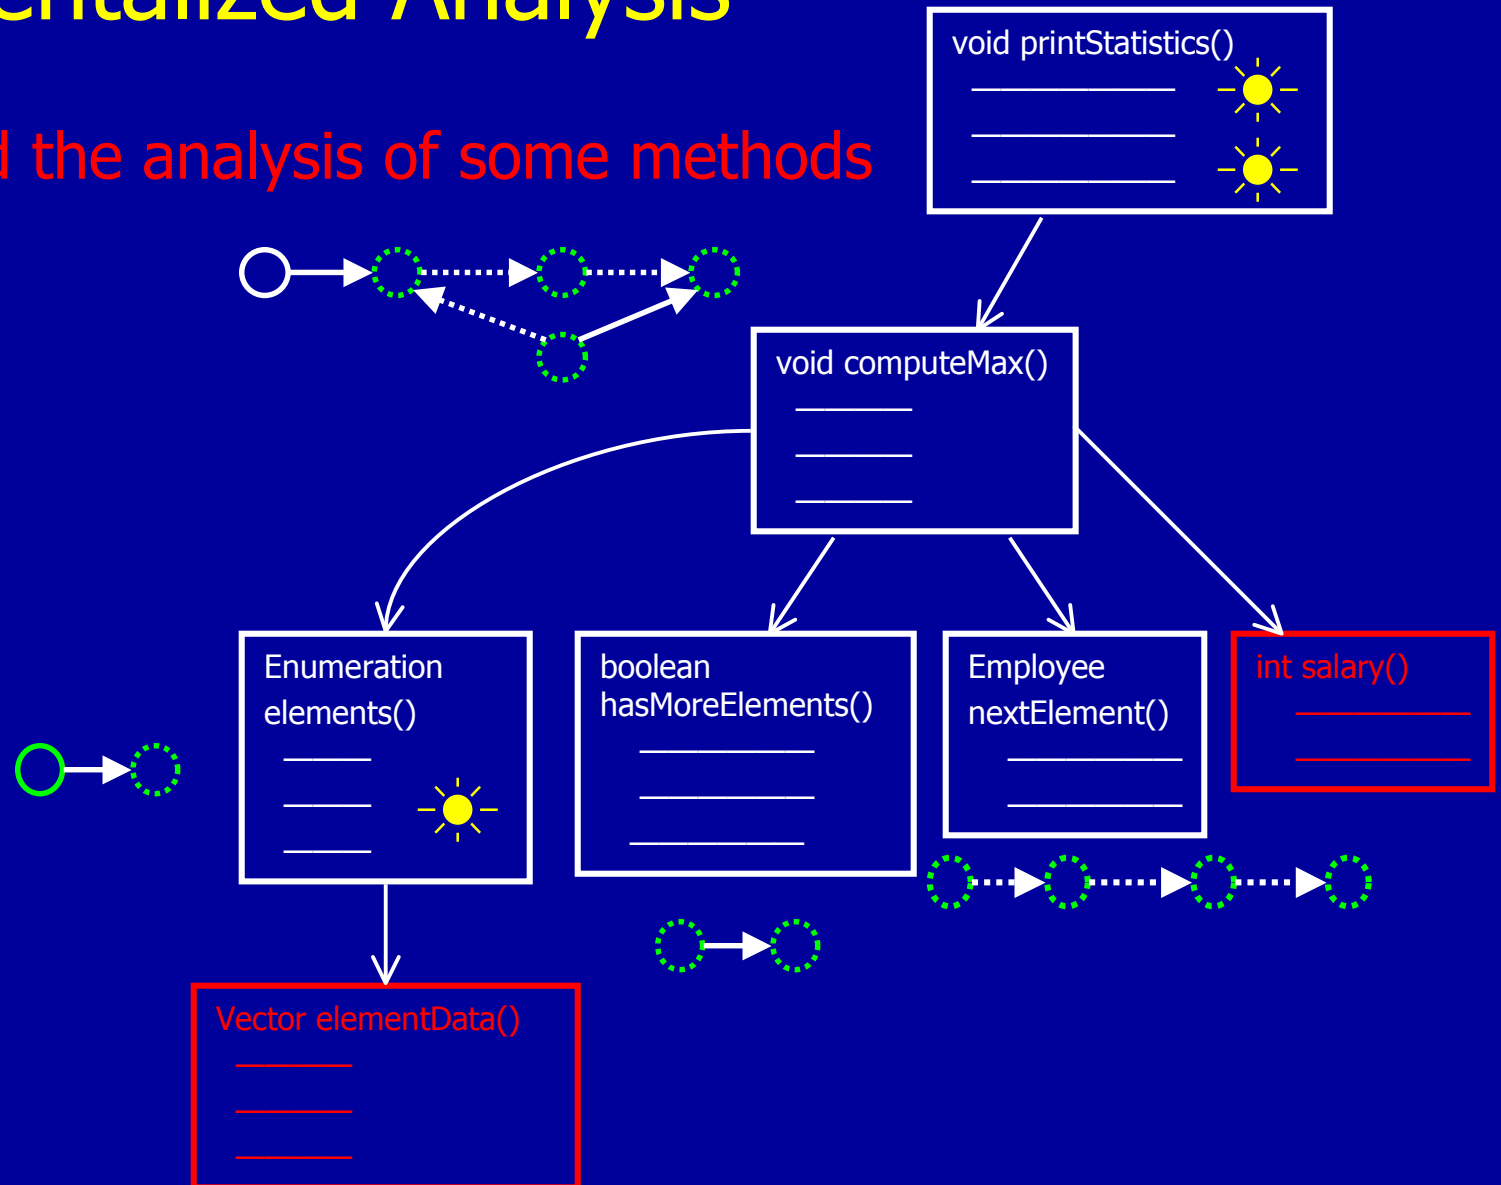 Analysis
the analysis of some methods
void printStatistics()
void computeMax()
Enumeration
elements()
boolean
hasMoreElements()
Employee
nextElement()
int salary()
Vector elementData()